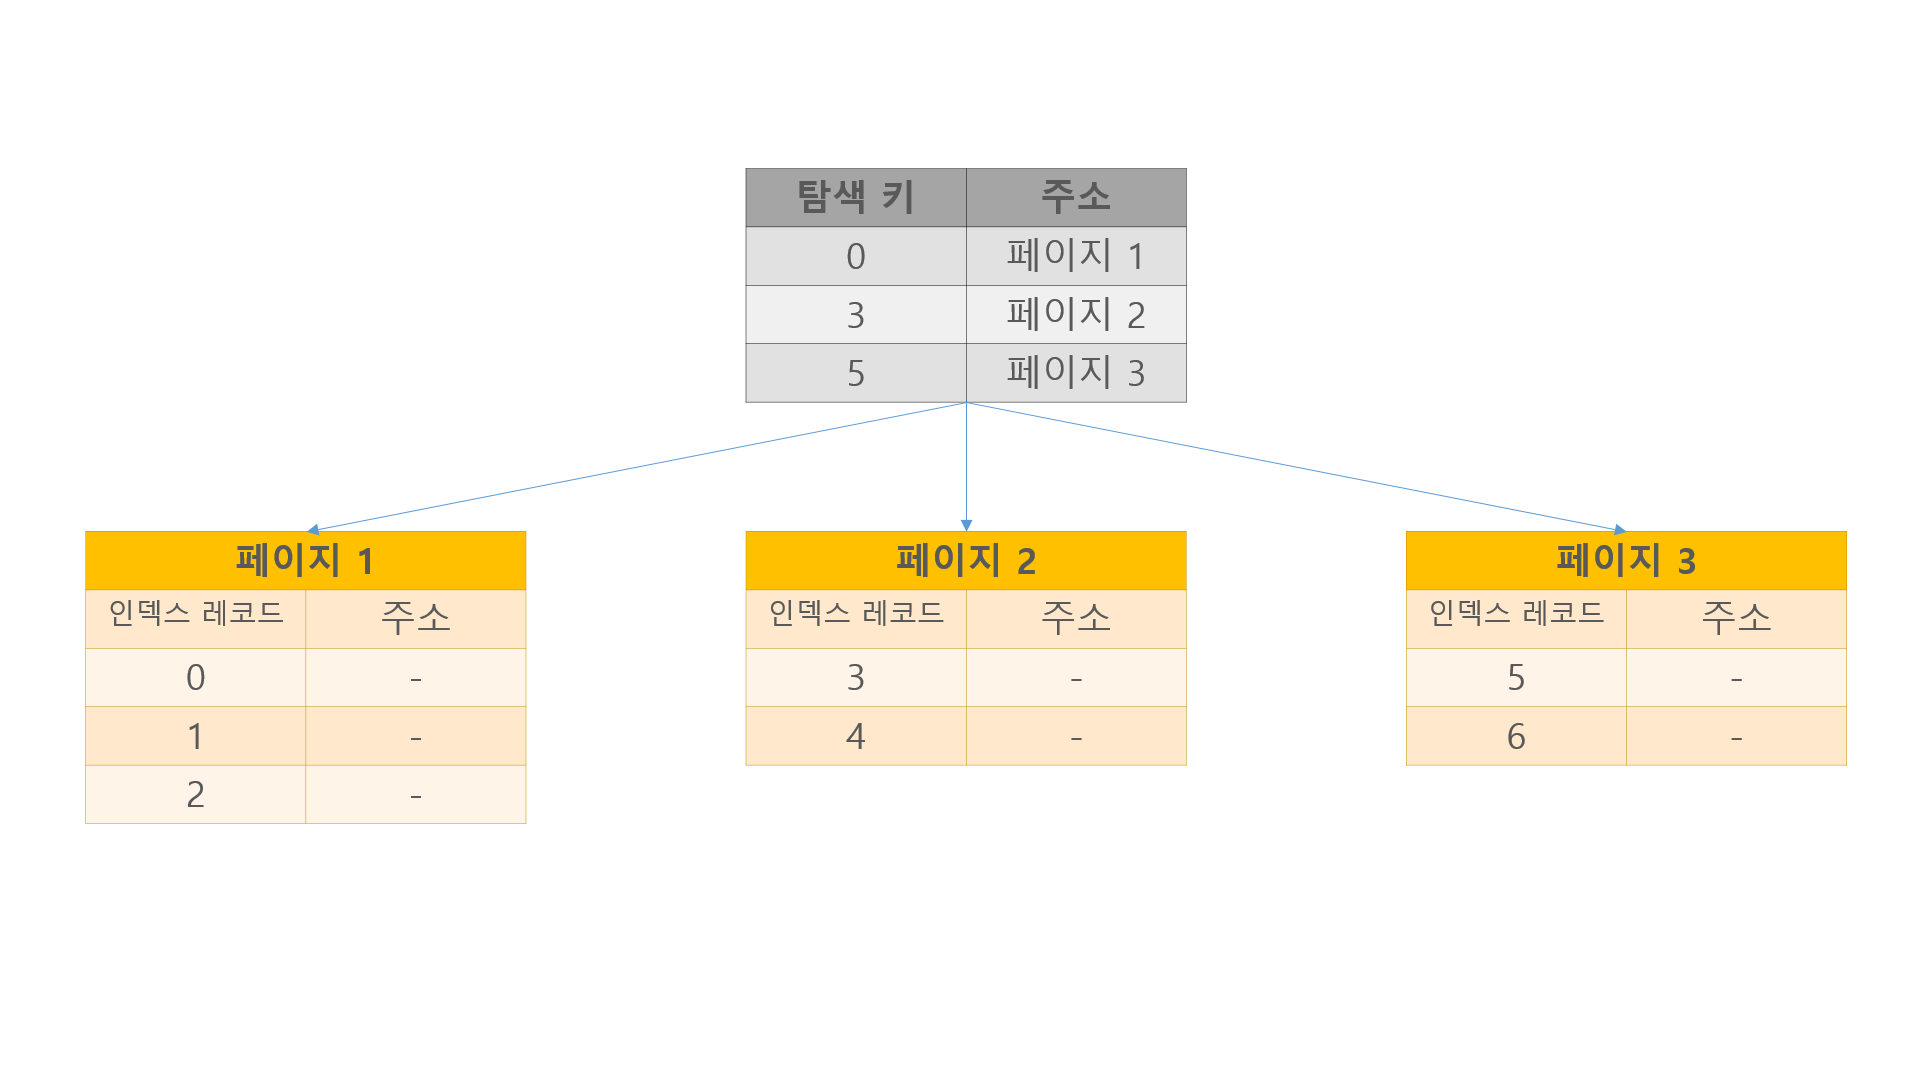 탐색 키 주소
0 페이지 1
3 페이지 2
5 페이지 3
페이지 1
인덱스 레코드 주소
0 -
1 -
2 -
페이지 2
인덱스 레코드 주소
3 -
4 -
페이지 3
인덱스 레코드 주소
5 -
6 -